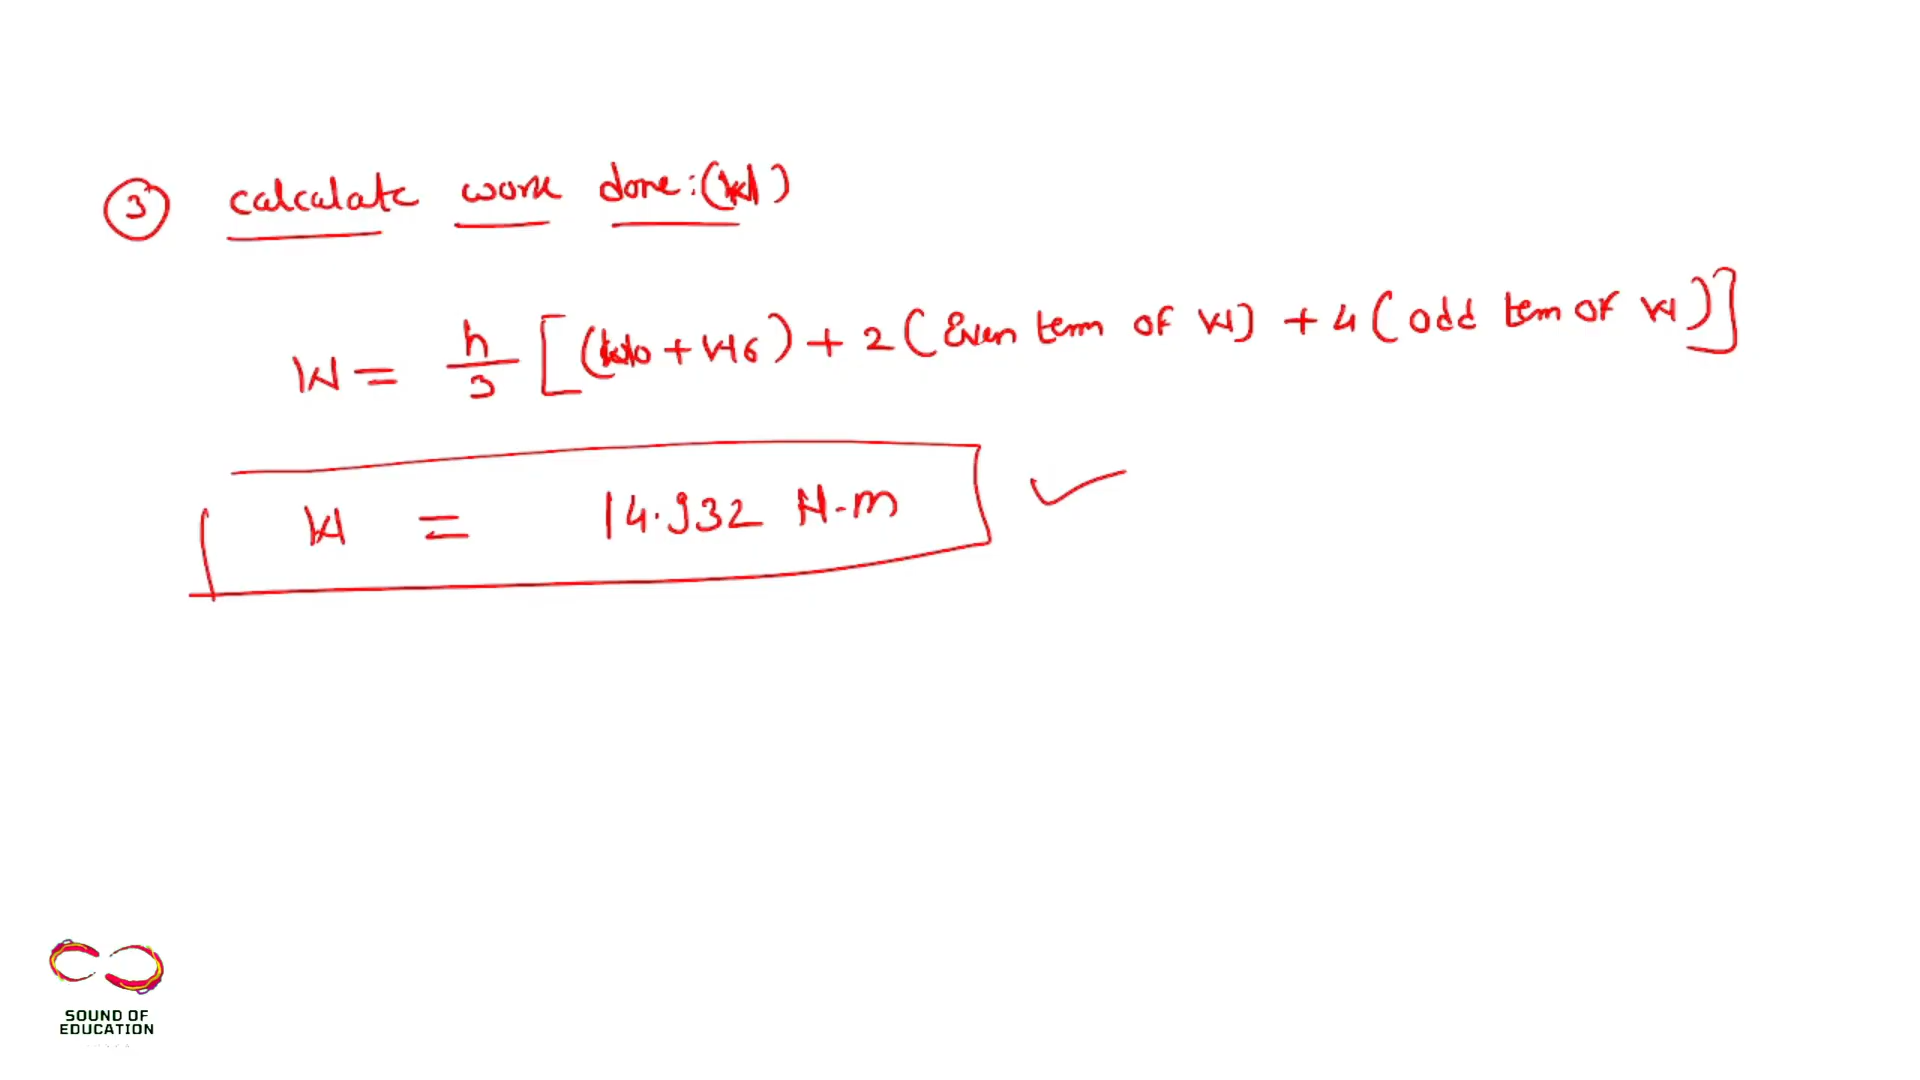 ③ calculate work done:(W)
W = h/3 [(W0 + W6) + 2 (Even term of W) + 4 (odd term of W)]
W = 14.932 N-m ✓
SOUND OF
EDUCATION